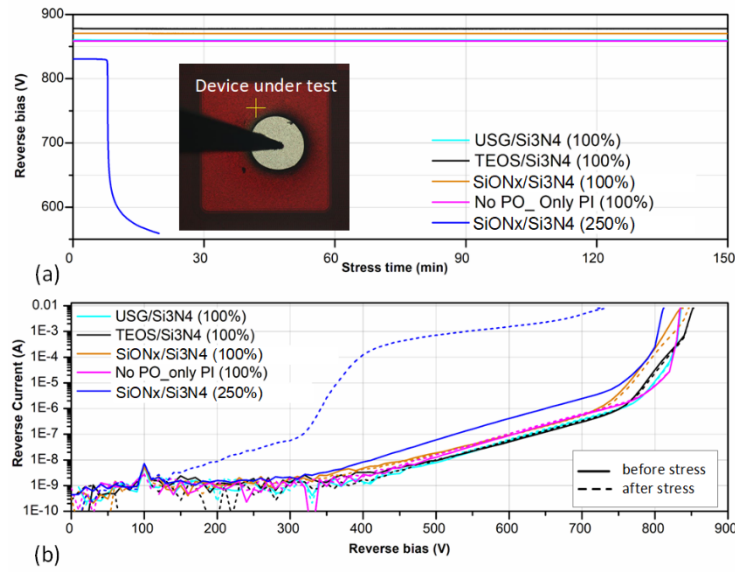 900
800
700
600
Reverse bias (V)
Device under test
USG/Si3N4 (100%)
TEOS/Si3N4 (100%)
SiONx/Si3N4 (100%)
No PO_ Only PI (100%)
SiONx/Si3N4 (250%)
0 30 60 90 120 150
(a) Stress time (min)
0.01
1E-3
1E-4
1E-5
1E-6
1E-7
1E-8
1E-9
1E-10
Reverse Current (A)
USG/Si3N4 (100%)
TEOS/Si3N4 (100%)
SiONx/Si3N4 (100%)
No PO_only PI (100%)
SiONx/Si3N4 (250%)
before stress
after stress
0 100 200 300 400 500 600 700 800 900
(b) Reverse bias (V)